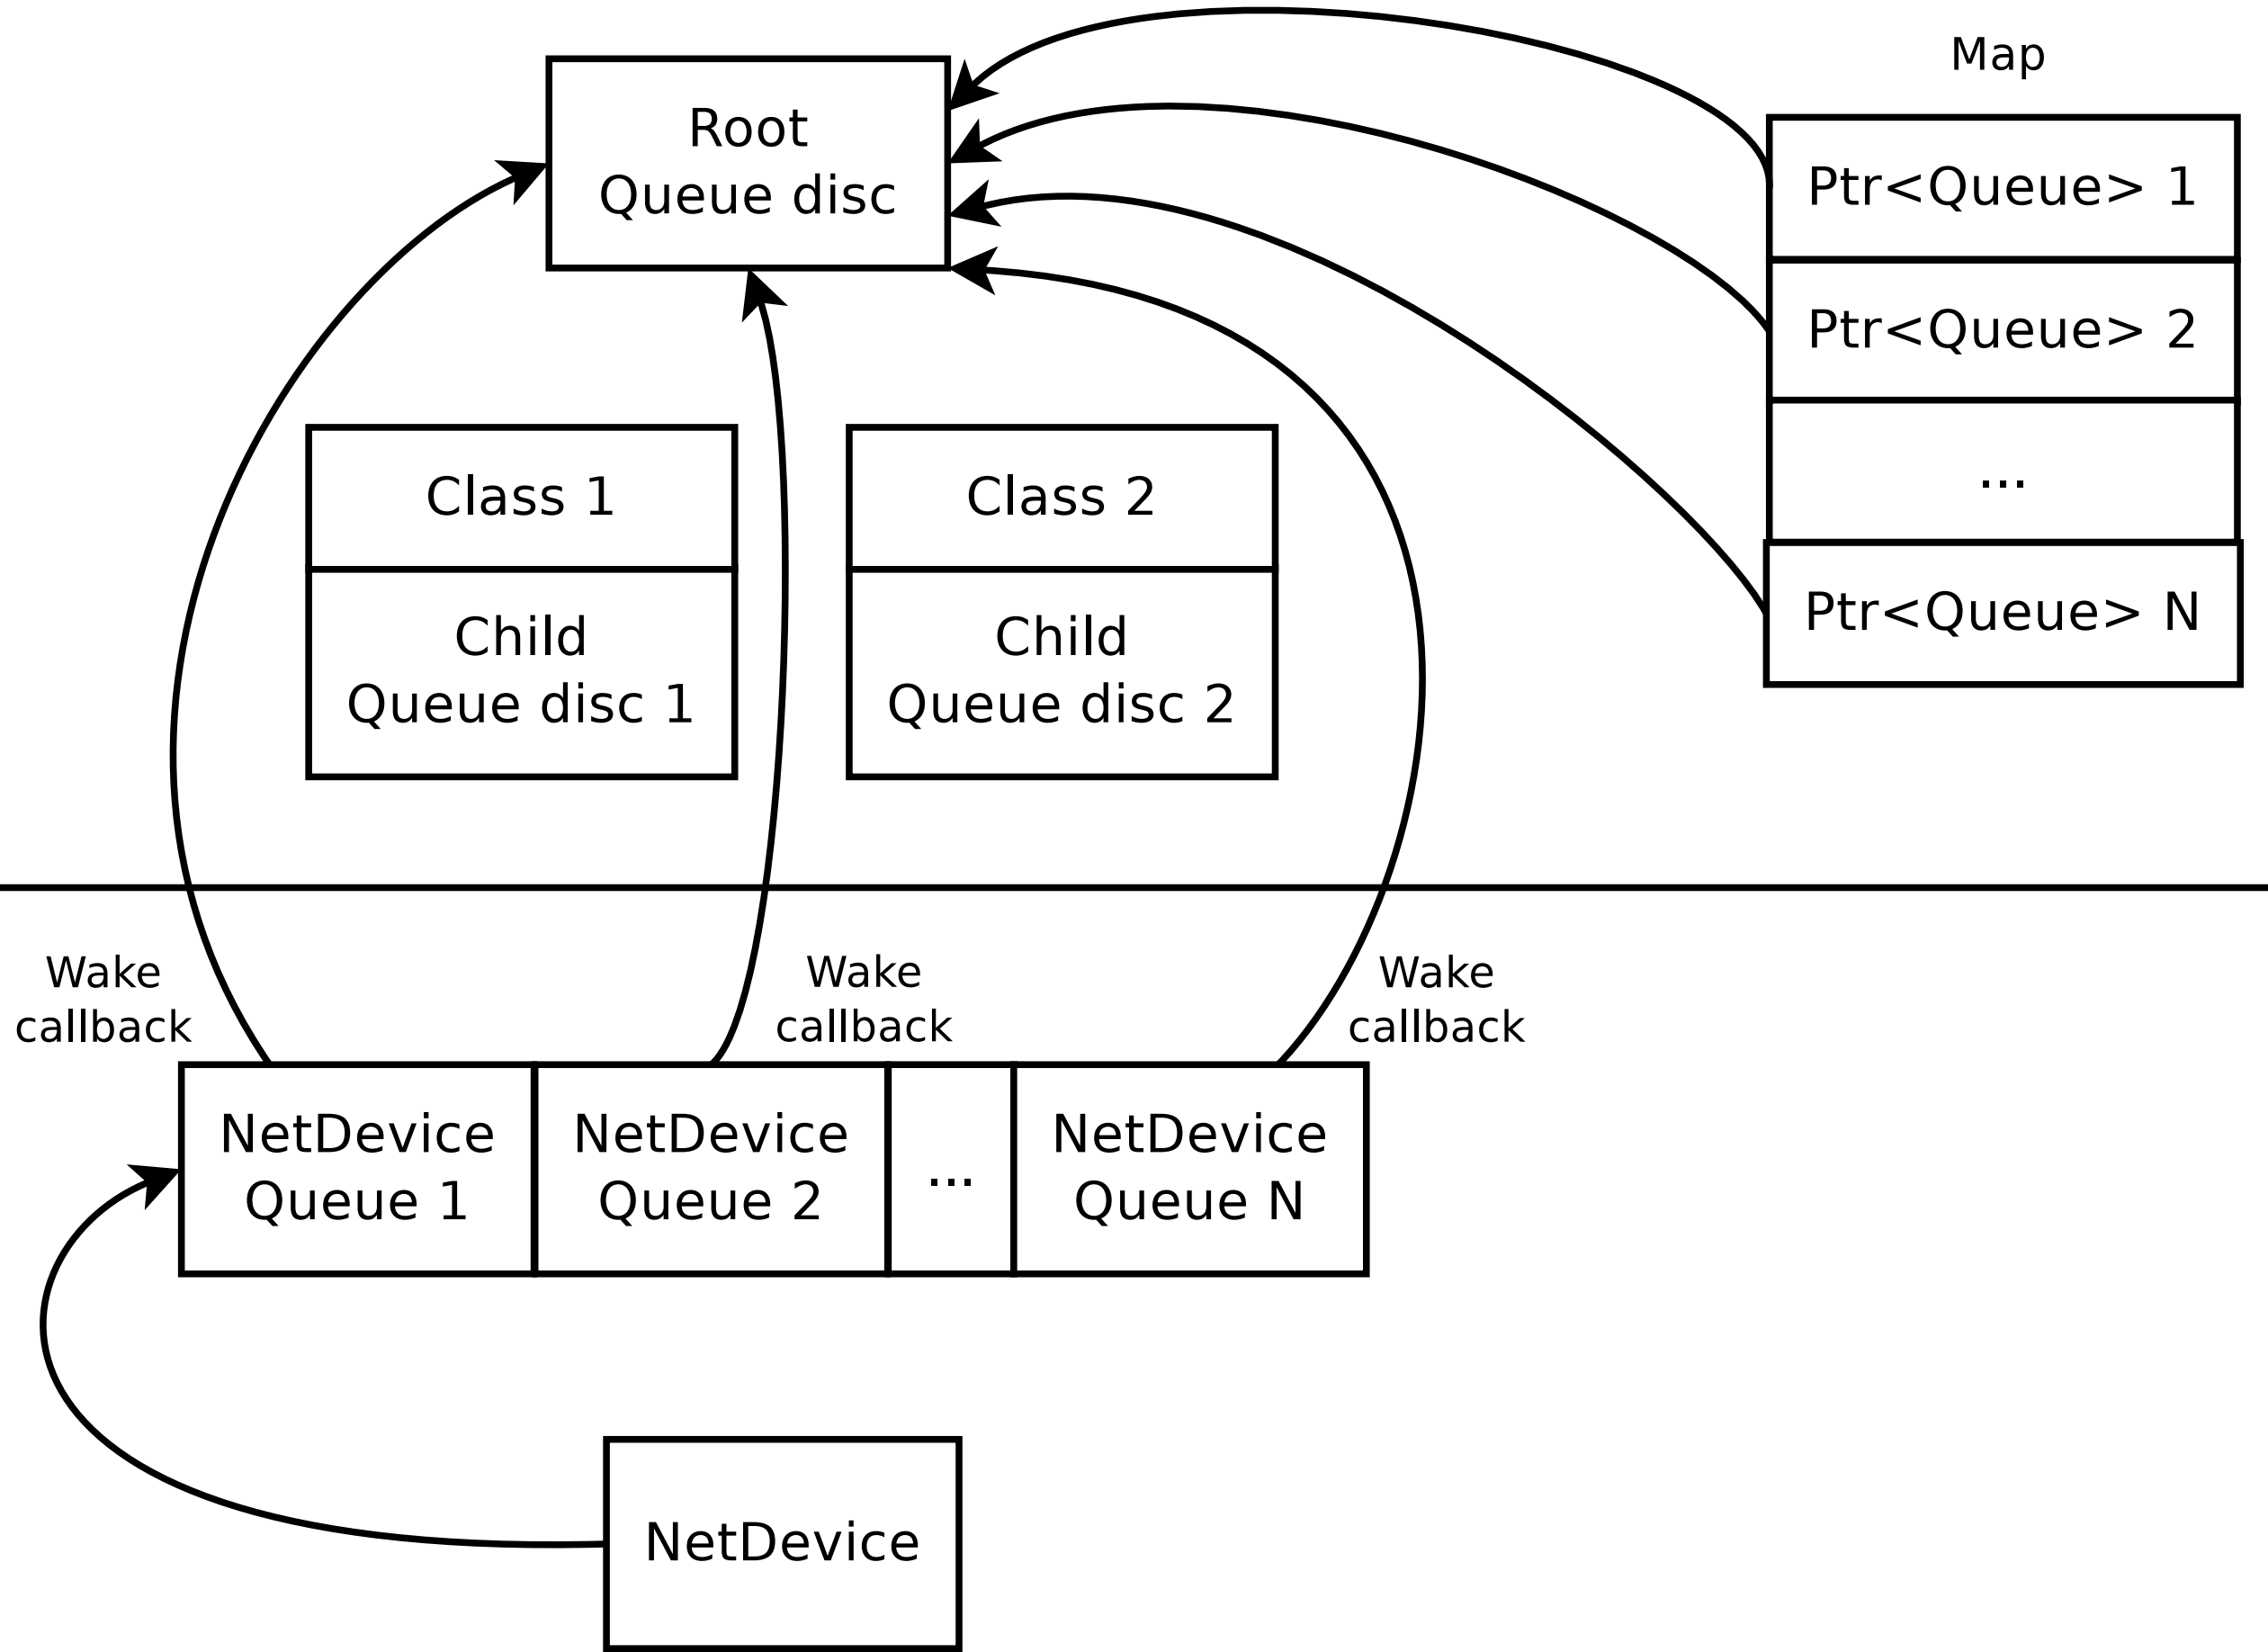 Map
Root
Queue disc
Ptr<Queue> 1
Ptr<Queue> 2
...
Ptr<Queue> N
Class 1
Child
Queue disc 1
Class 2
Child
Queue disc 2
Wake
callback
Wake
callback
Wake
callback
NetDevice
Queue 1
NetDevice
Queue 2
...
NetDevice
Queue N
NetDevice